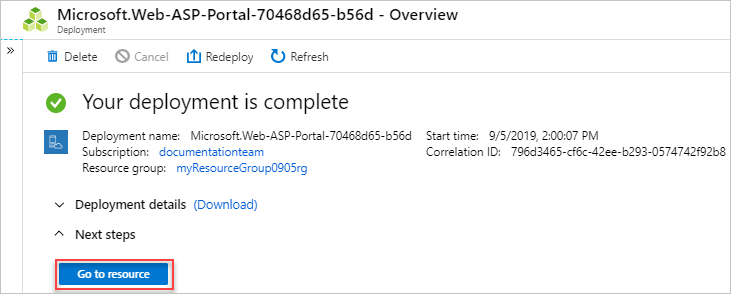 Microsoft.Web-ASP-Portal-70468d65-b56d - Overview
Deployment
»
Delete Cancel Redeploy Refresh
Your deployment is complete
Deployment name: Microsoft.Web-ASP-Portal-70468d65-b56d Start time: 9/5/2019, 2:00:07 PM
Subscription: documentationteam Correlation ID: 796d3465-cf6c-42ee-b293-0574742f92b8
Resource group: myResourceGroup0905rg
Deployment details (Download)
Next steps
Go to resource